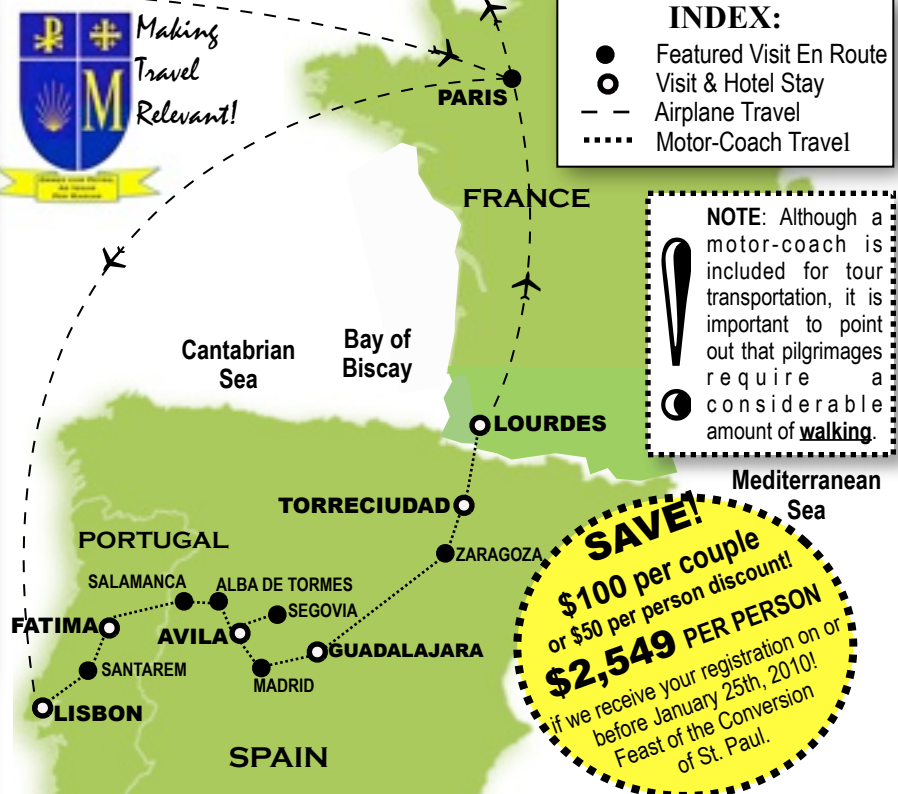 Making
Travel
Relevant!
M
INDEX:
Featured Visit En Route
Visit & Hotel Stay
Airplane Travel
Motor-Coach Travel
PARIS
FRANCE
NOTE: Although a
motor-coach is
included for tour
transportation, it is
important to point
out that pilgrimages
require a
considerable
amount of walking.
Cantabrian
Sea
Bay of
Biscay
LOURDES
Mediterranean
Sea
TORRECIUDAD
ZARAGOZA
PORTUGAL
SALAMANCA
ALBA DE TORMES
SEGOVIA
FATIMA
AVILA
GUADALAJARA
SANTAREM
MADRID
LISBON
SPAIN
SAVE!
$100 per couple
or $50 per person discount!
$2,549 PER PERSON
if we receive your registration on or
before January 25th, 2010!
Feast of the Conversion
of St. Paul.